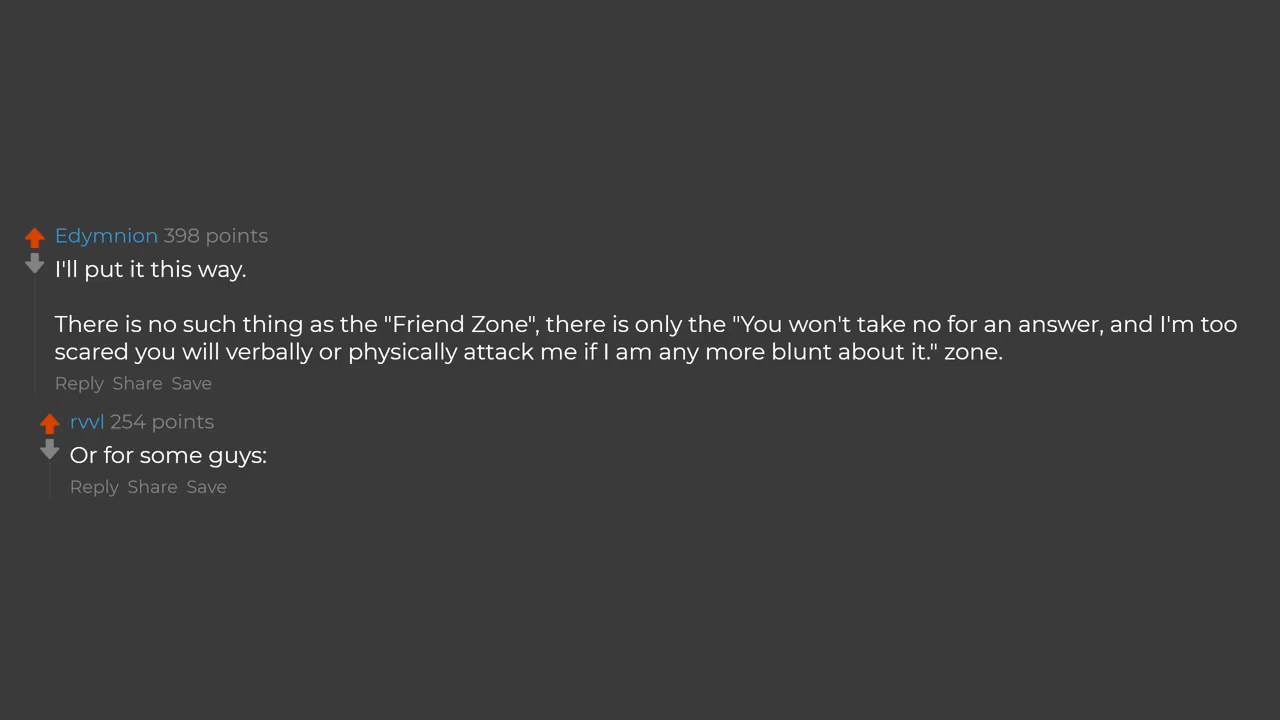 Edymnion 398 points
I'll put it this way.
There is no such thing as the "Friend Zone", there is only the "You won't take no for an answer, and I'm too
scared you will verbally or physically attack me if I am any more blunt about it." zone.
Reply Share Save
rvvl 254 points
Or for some guys:
Reply Share Save